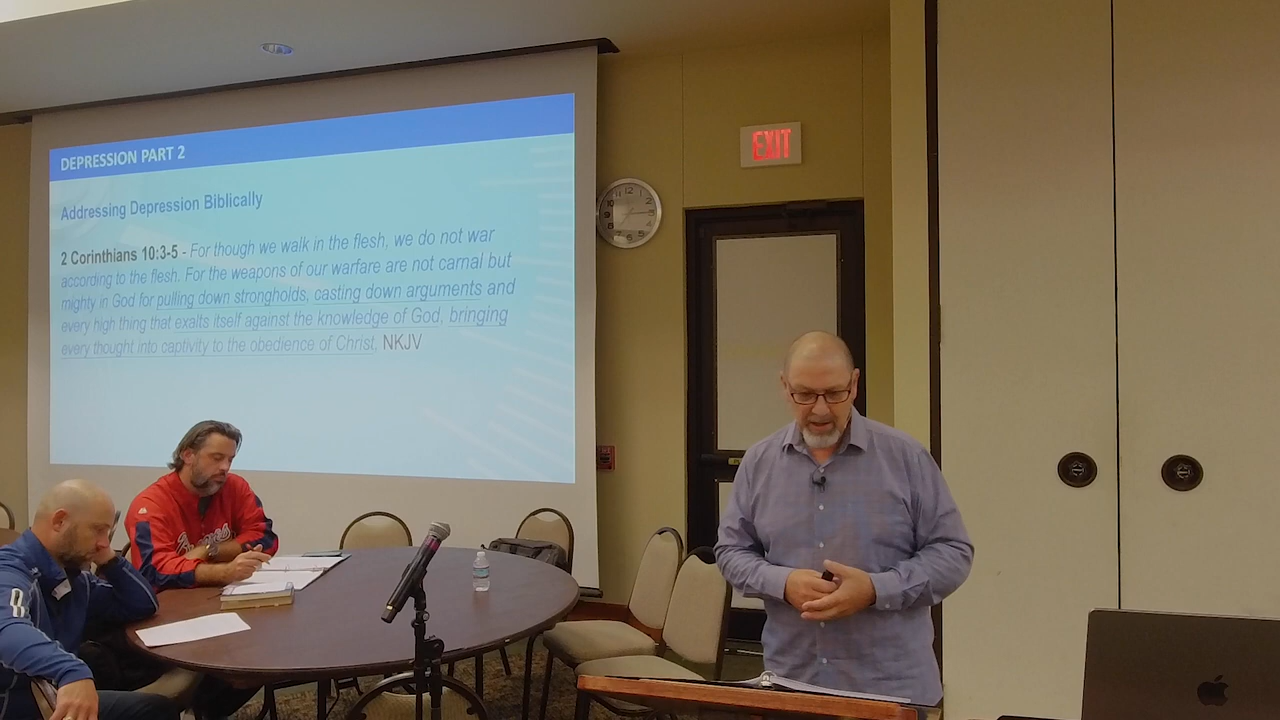 DEPRESSION PART 2
Addressing Depression Biblically
2 Corinthians 10:3-5 - For though we walk in the flesh, we do not war
according to the flesh. For the weapons of our warfare are not carnal but
mighty in God for pulling down strongholds, casting down arguments and
every high thing that exalts itself against the knowledge of God, bringing
every thought into captivity to the obedience of Christ, NKJV
EXIT
Braves